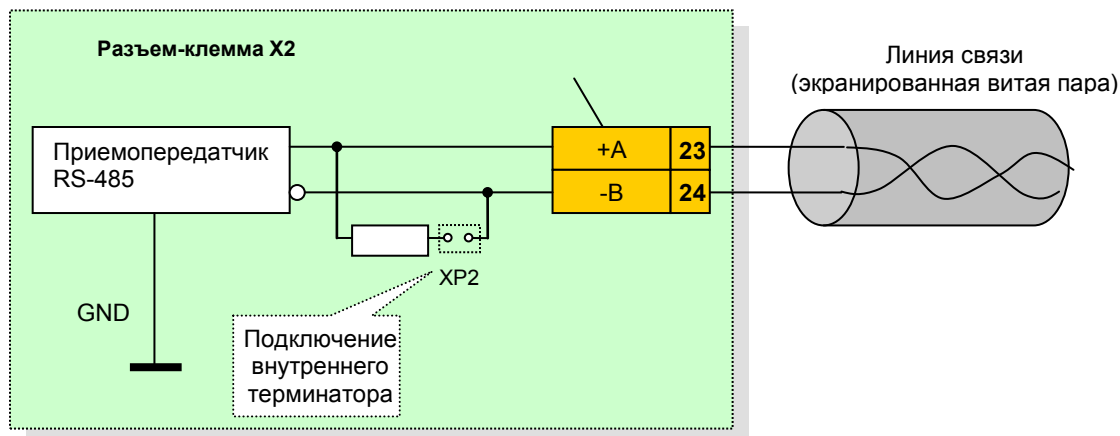 Разъем-клемма X2
Линия связи
(экранированная витая пара)
Приемопередатчик
RS-485
+A 23
-B 24
XP2
GND
Подключение
внутреннего
терминатора